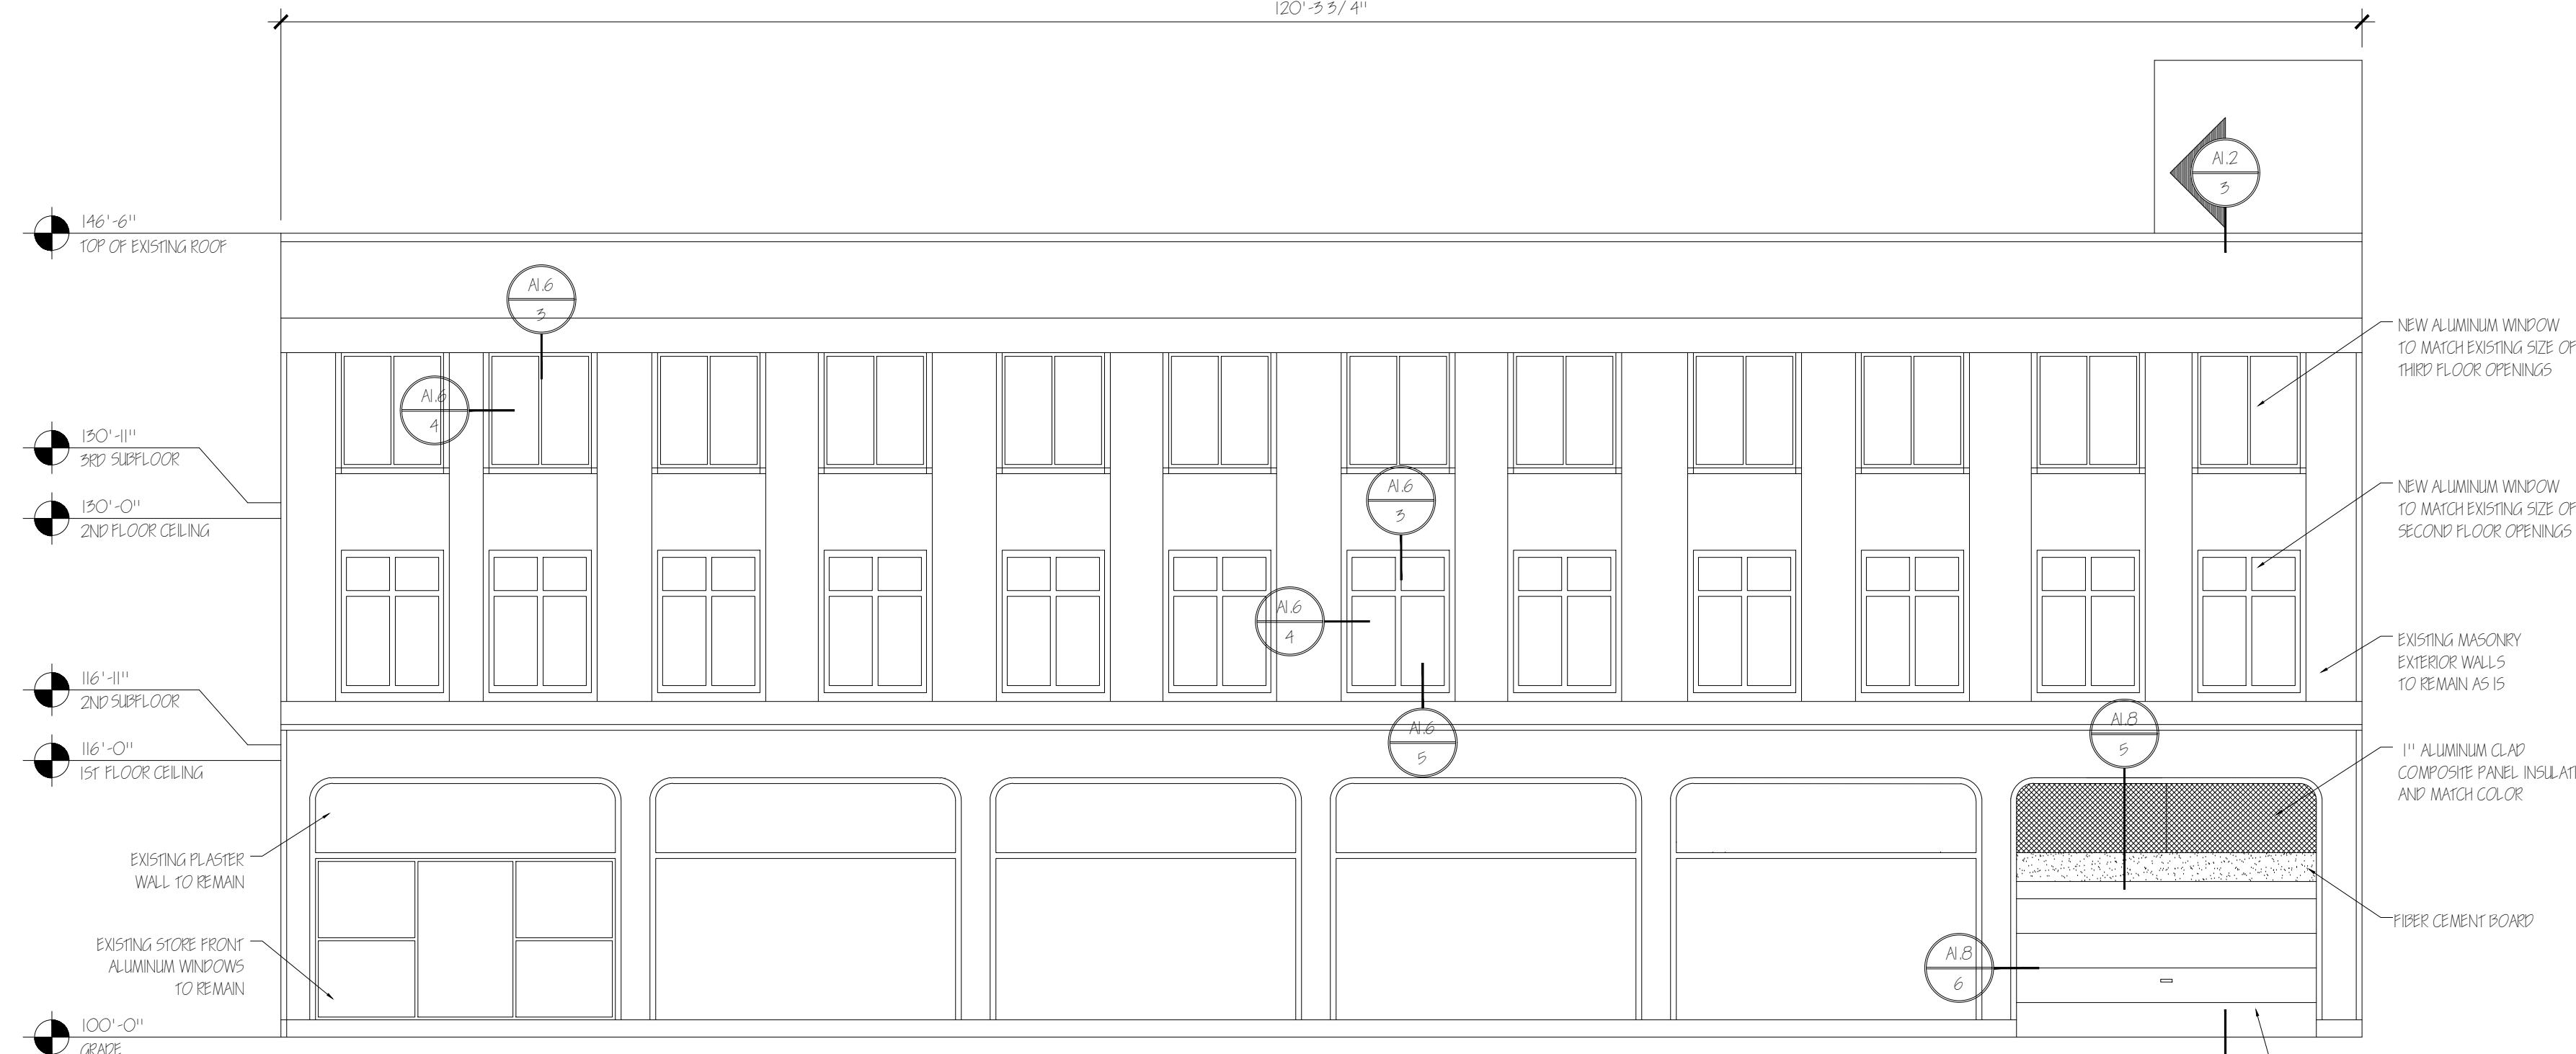 120'-3 3/4"
A1.2
3
146'-6"
TOP OF EXISTING ROOF
A1.6
3
NEW ALUMINUM WINDOW
TO MATCH EXISTING SIZE OF
THIRD FLOOR OPENINGS
A1.6
4
130'-11"
3RD SUBFLOOR
130'-0"
2ND FLOOR CEILING
A1.6
3
NEW ALUMINUM WINDOW
TO MATCH EXISTING SIZE OF
SECOND FLOOR OPENINGS
A1.6
4
EXISTING MASONRY
EXTERIOR WALLS
TO REMAIN AS IS
116'-11"
2ND SUBFLOOR
116'-0"
1ST FLOOR CEILING
A1.6
5
A1.8
5
1" ALUMINUM CLAD
COMPOSITE PANEL INSULAT
AND MATCH COLOR
EXISTING PLASTER
WALL TO REMAIN
FIBER CEMENT BOARD
EXISTING STORE FRONT
ALUMINUM WINDOWS
TO REMAIN
A1.8
6
100'-0"
GRADE